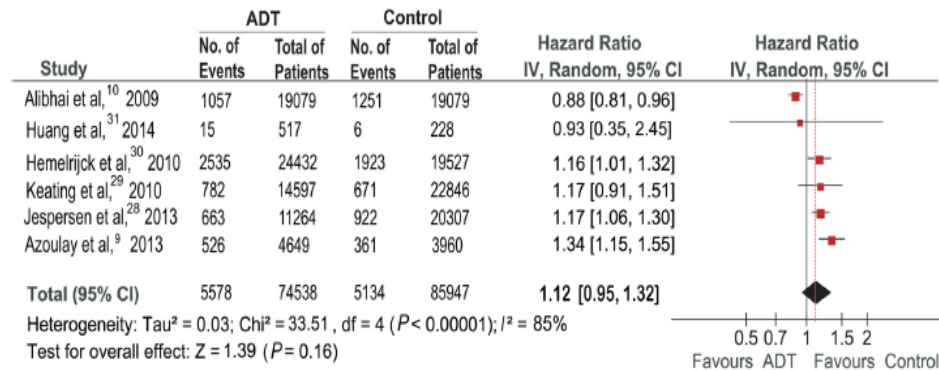 ADT Control
No. of Total of No. of Total of Hazard Ratio Hazard Ratio
Study Events Patients Events Patients IV, Random, 95% CI IV, Random, 95% CI
Alibhai et al,10 2009 1057 19079 1251 19079 0.88 [0.81, 0.96]
Huang et al,31 2014 15 517 6 228 0.93 [0.35, 2.45]
Hemelrijck et al,30 2010 2535 24432 1923 19527 1.16 [1.01, 1.32]
Keating et al,29 2010 782 14597 671 22846 1.17 [0.91, 1.51]
Jespersen et al,28 2013 663 11264 922 20307 1.17 [1.06, 1.30]
Azoulay et al,9 2013 526 4649 361 3960 1.34 [1.15, 1.55]
Total (95% CI) 5578 74538 5134 85947 1.12 [0.95, 1.32]
Heterogeneity: Tau² = 0.03; Chi² = 33.51 , df = 4 (P< 0.00001); I² = 85%
Test for overall effect: Z = 1.39 (P = 0.16)
0.5 0.7 1 1.5 2
Favours ADT Favours Control